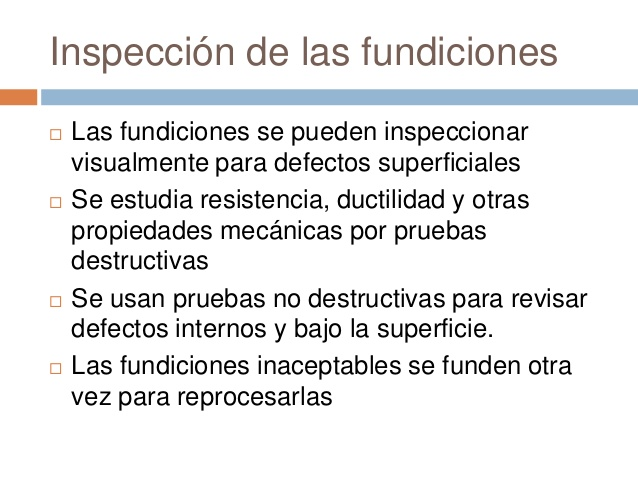 Inspección de las fundiciones
Las fundiciones se pueden inspeccionar
visualmente para defectos superficiales
Se estudia resistencia, ductilidad y otras
propiedades mecánicas por pruebas
destructivas
Se usan pruebas no destructivas para revisar
defectos internos y bajo la superficie.
Las fundiciones inaceptables se funden otra
vez para reprocesarlas